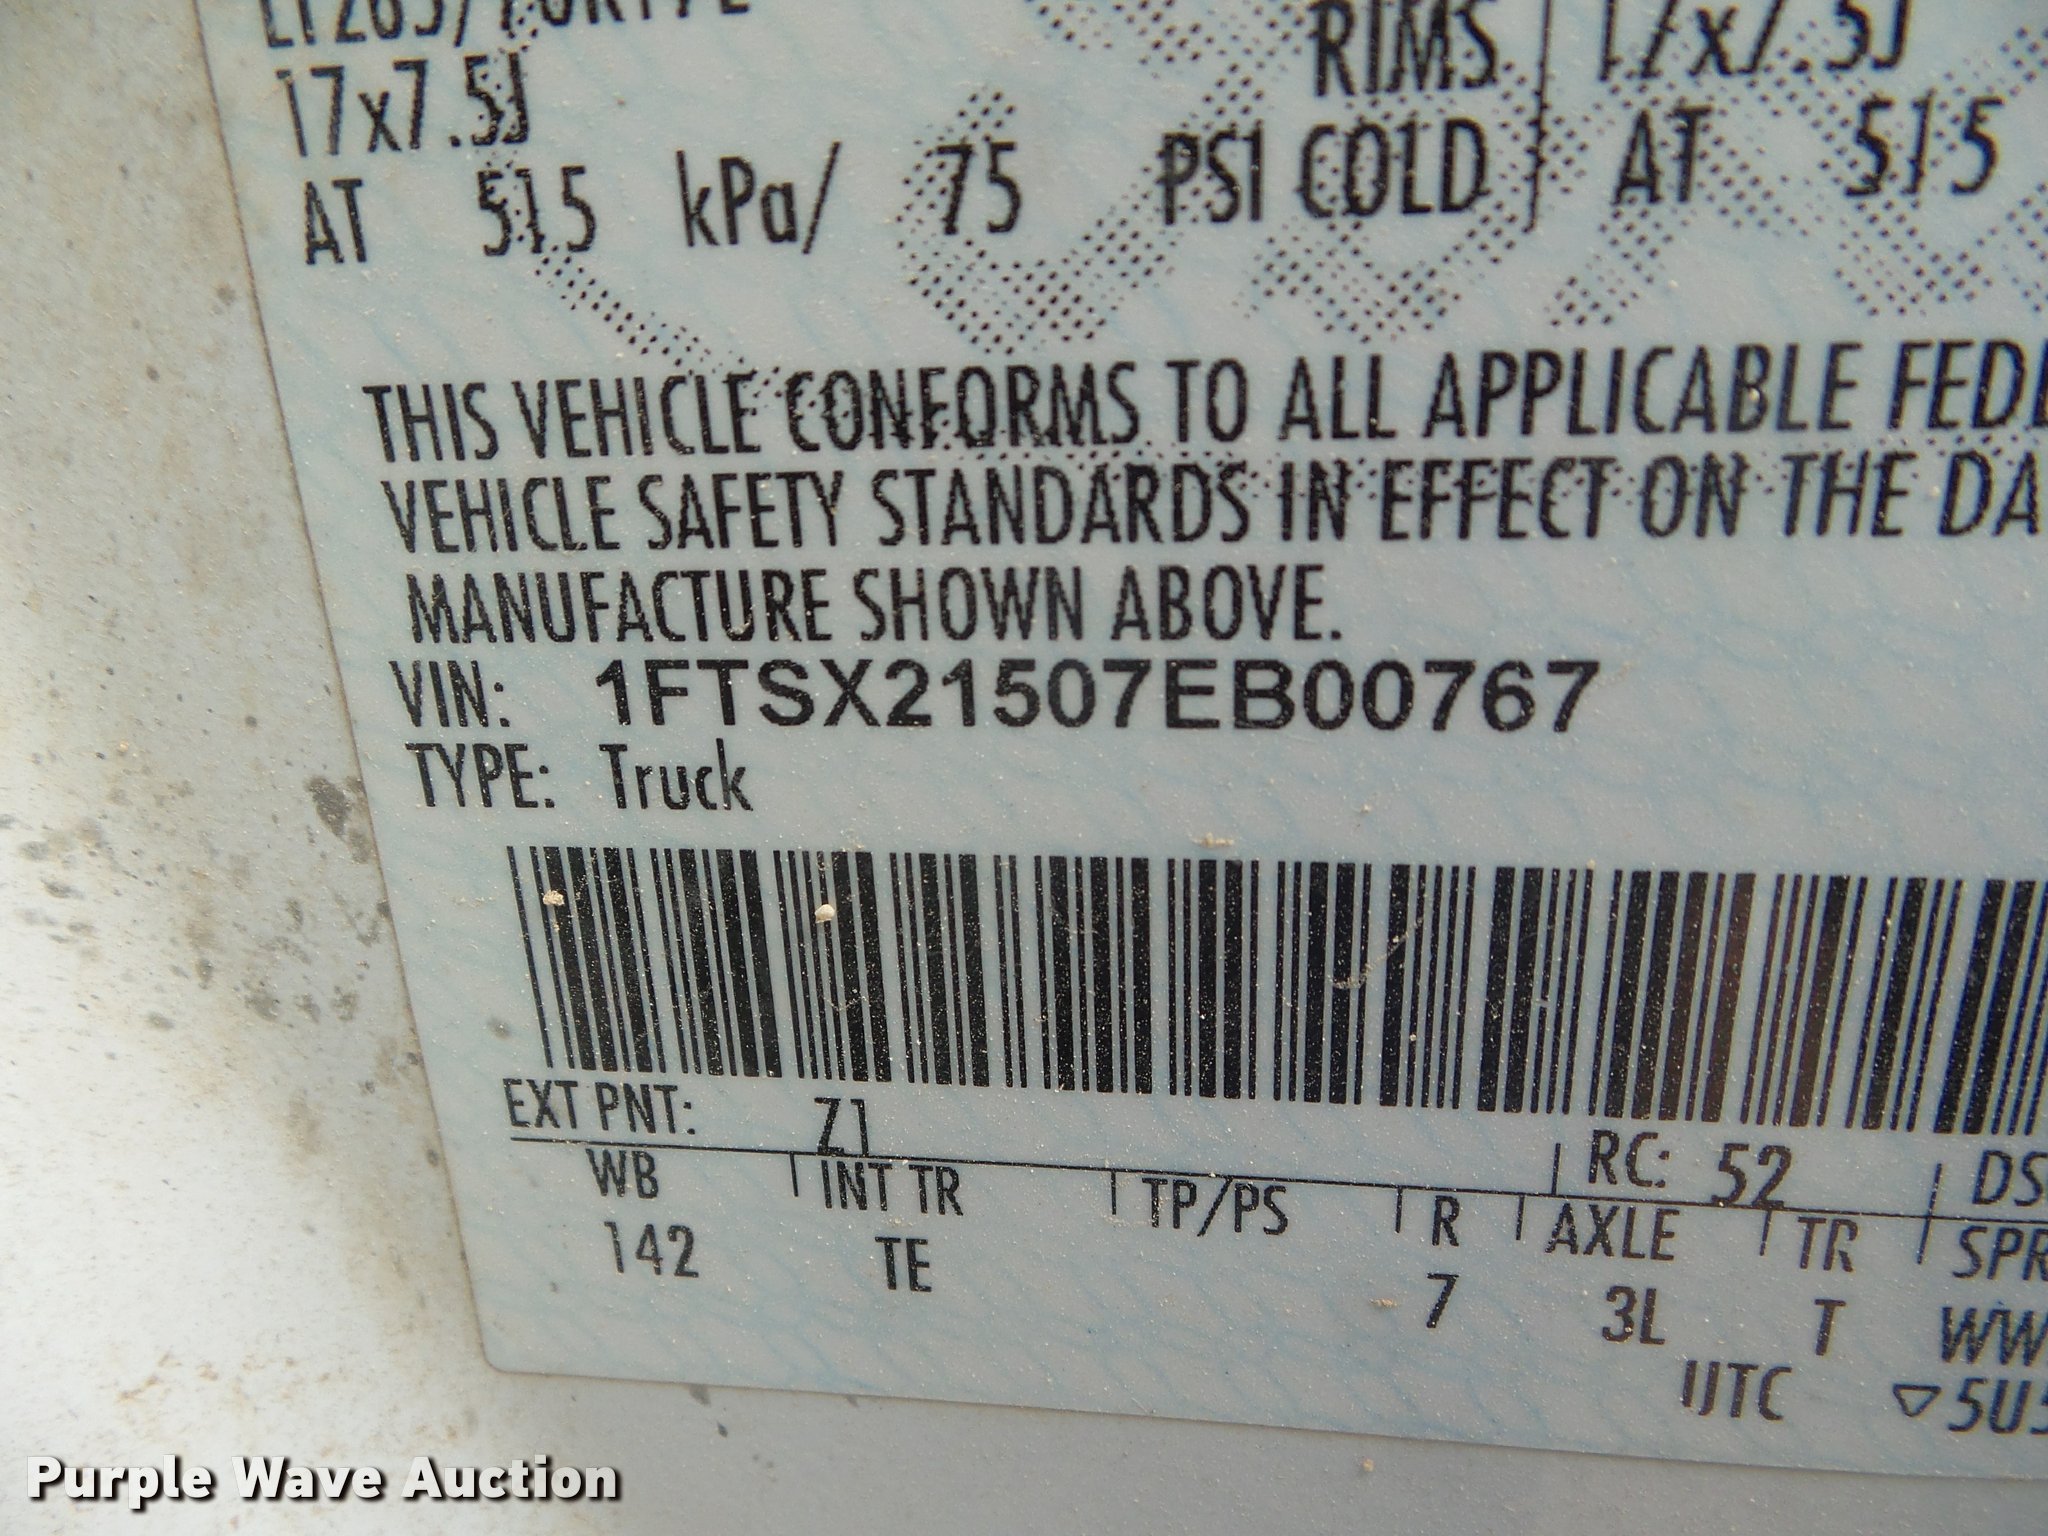 17x7.5J
RIMS 17x7.5J
AT 515 kPa/ 75 PSI COLD AT 515
THIS VEHICLE CONFORMS TO ALL APPLICABLE
VEHICLE SAFETY STANDARDS IN EFFECT ON THE
MANUFACTURE SHOWN ABOVE.
VIN: 1FTSX21507EB00767
TYPE: Truck
EXT PNT: Z1 RC: 52
WB INT TR TP/PS R AXLE TR
142 TE 7 3L T
UTC
Purple Wave Auction